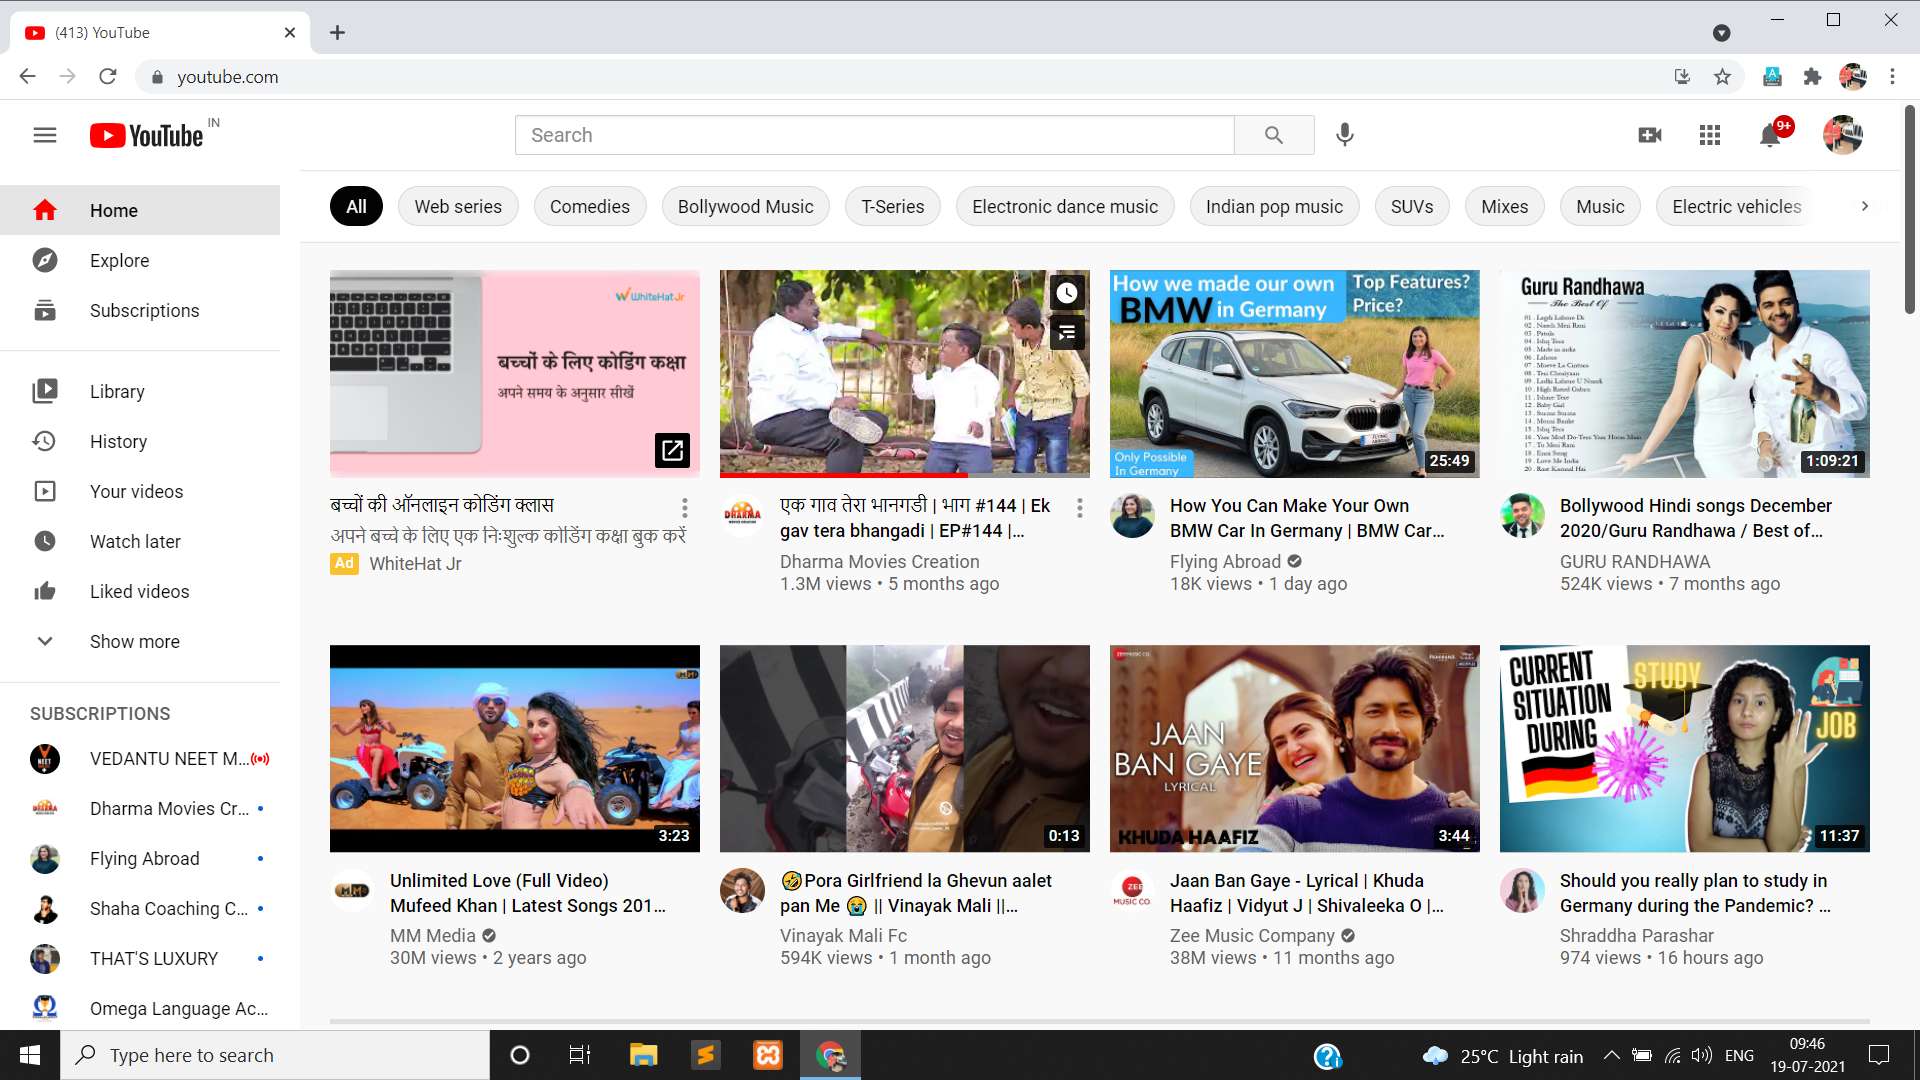 (413) YouTube
youtube.com
YouTube IN
Search
9+
All
Web series
Comedies
Bollywood Music
T-Series
Electronic dance music
Indian pop music
SUVs
Mixes
Music
Electric vehicles
Home
Explore
Subscriptions
Library
History
Your videos
Watch later
Liked videos
Show more
SUBSCRIPTIONS
VEDANTU NEET M...
Dharma Movies Cr...
Flying Abroad
Shaha Coaching C...
THAT'S LUXURY
Omega Language Ac...
WHiteHat Jr
बच्चों के लिए कोडिंग कक्षा
अपने समय के अनुसार सीखें
बच्चों की ऑनलाइन कोडिंग क्लास
अपने बच्चे के लिए एक निःशुल्क कोडिंग कक्षा बुक करें
Ad WhiteHat Jr
DHARMA
एक गाव तेरा भानगडी | भाग #144 | Ek
gav tera bhangadi | EP#144 |...
Dharma Movies Creation
1.3M views • 5 months ago
How we made our own
BMW in Germany
Top Features?
Price?
Only Possible
In Germany
25:49
How You Can Make Your Own
BMW Car In Germany | BMW Car...
Flying Abroad
18K views • 1 day ago
Guru Randhawa
The Best Of
1:09:21
Bollywood Hindi songs December
2020/Guru Randhawa / Best of...
GURU RANDHAWA
524K views • 7 months ago
3:23
Unlimited Love (Full Video)
Mufeed Khan | Latest Songs 201...
MM Media
30M views • 2 years ago
0:13
🤣Pora Girlfriend la Ghevun aalet
pan Me 😭 || Vinayak Mali ||...
Vinayak Mali Fc
594K views • 1 month ago
JAAN
BAN GAYE
LYRICAL
KHUDA HAAFIZ
3:44
ZEE
MUSIC CO
Jaan Ban Gaye - Lyrical | Khuda
Haafiz | Vidyut J | Shivaleeka O |...
Zee Music Company
38M views • 11 months ago
CURRENT
SITUATION
DURING
STUDY
JOB
11:37
Should you really plan to study in
Germany during the Pandemic? ...
Shraddha Parashar
974 views • 16 hours ago
Type here to search
25°C Light rain
ENG
09:46
19-07-2021